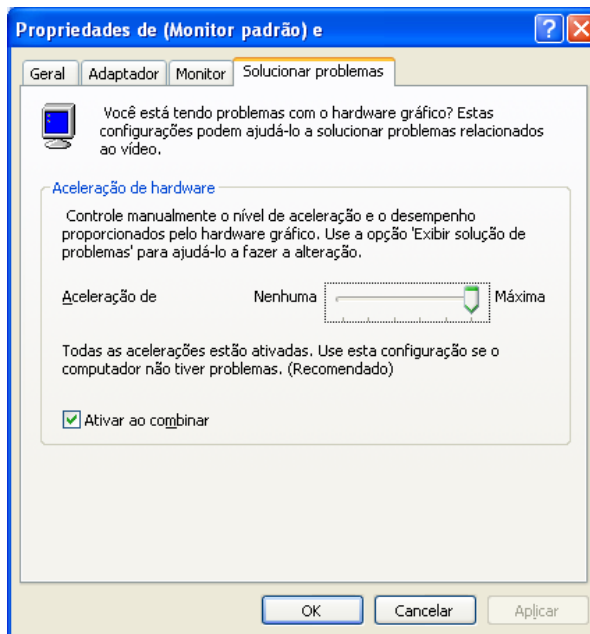 Propriedades de (Monitor padrão) e
Geral Adaptador Monitor Solucionar problemas
Você está tendo problemas com o hardware gráfico? Estas
configurações podem ajudá-lo a solucionar problemas relacionados
ao vídeo.
Aceleração de hardware
Controle manualmente o nível de aceleração e o desempenho
proporcionados pelo hardware gráfico. Use a opção 'Exibir solução de
problemas' para ajudá-lo a fazer a alteração.
Aceleração de Nenhuma Máxima
Todas as acelerações estão ativadas. Use esta configuração se o
computador não tiver problemas. (Recomendado)
Ativar ao combinar
OK Cancelar Aplicar